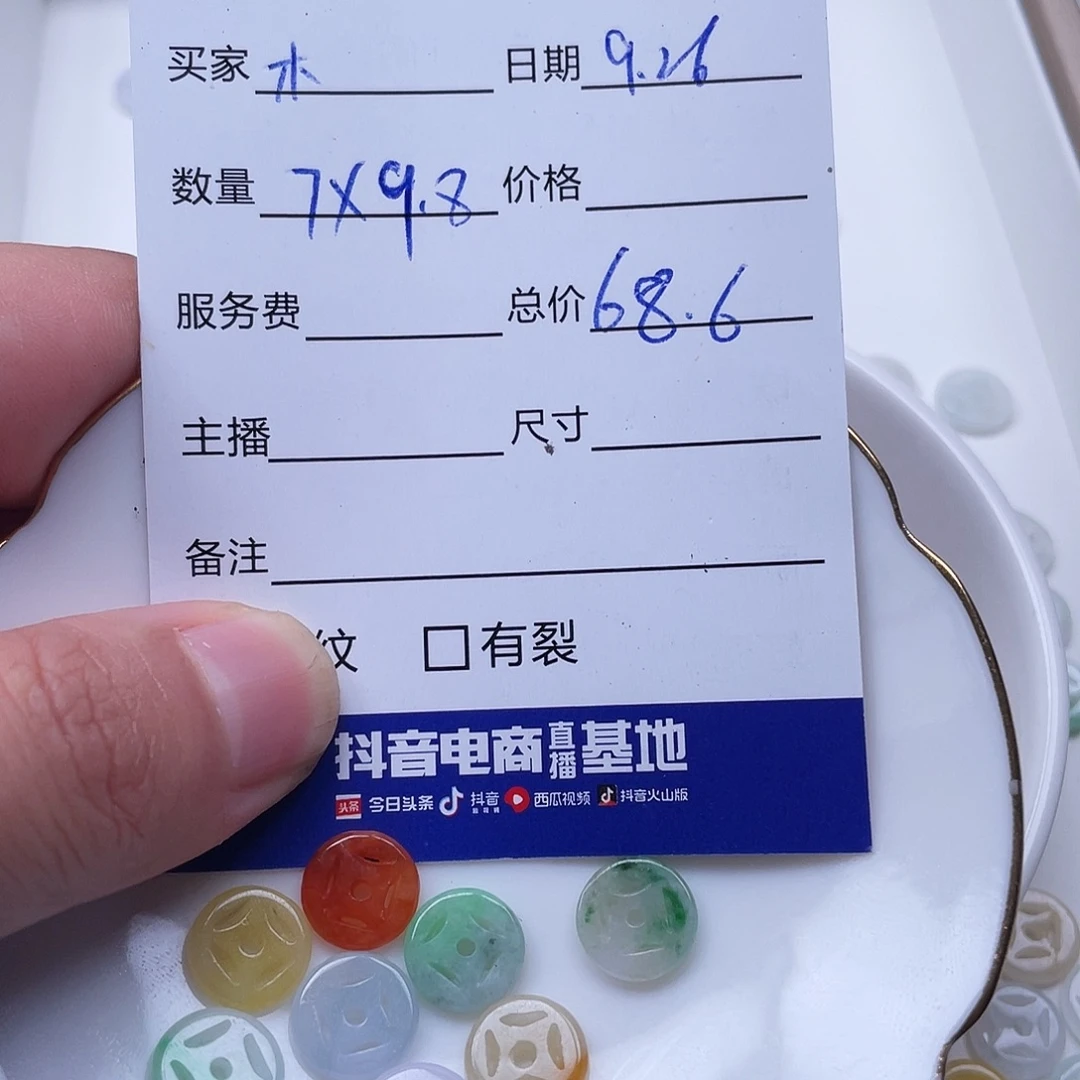 买家 木 日期 9.26
数量 7X9.8 价格
服务费 总价 68.6
主播 尺寸
备注
纹 □有裂
抖音电商直播基地
头条 今日头条 抖音 西瓜视频 抖音火山版